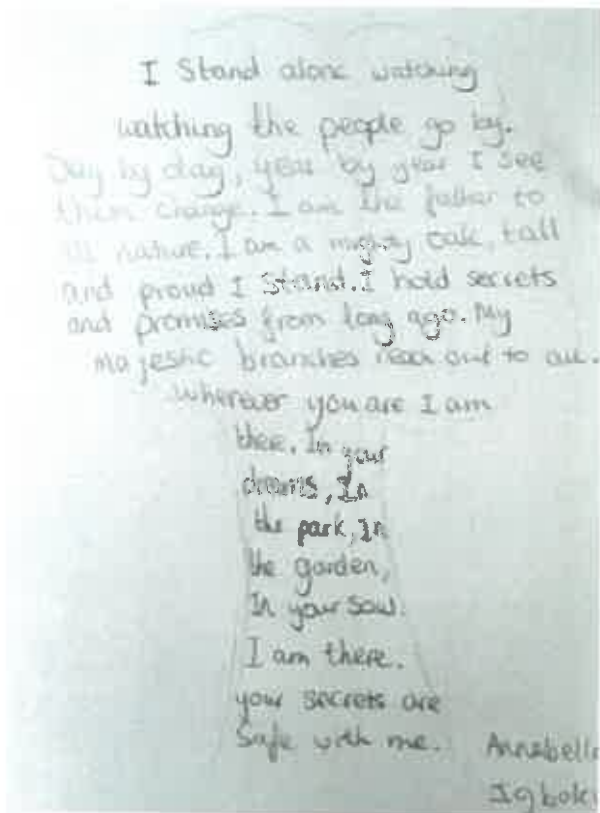 I Stand alone watching
watching the people go by.
Day by day, year by year I see
them change. I am the father to
all nature. I am a mighty oak, tall
and proud I stand. I hold secrets
and promises from long ago. My
majestic branches reach out to all.
wherever you are I am
there. In your
dreams, In
the park, In
the garden,
In your soul.
I am there.
your secrets are
Safe with me. Annabelle
Igbok